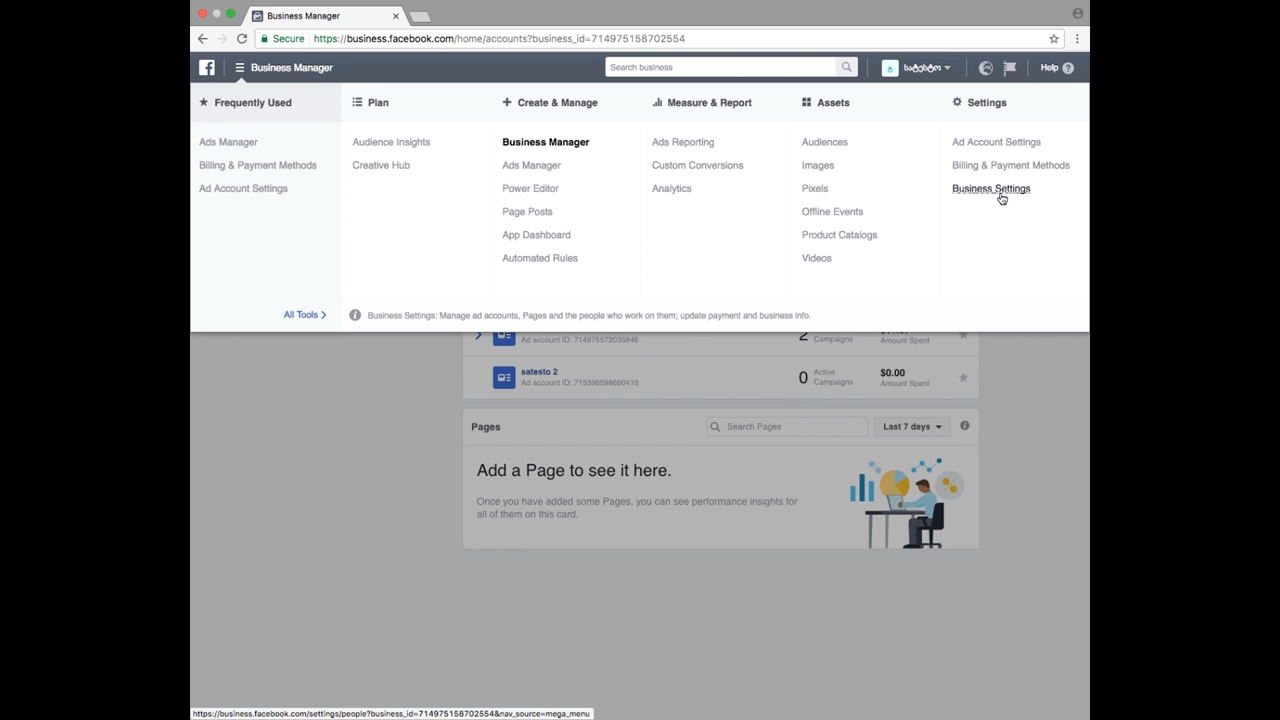 Business Manager
Secure https://business.facebook.com/home/accounts?business_id=714975158702554
Business Manager
Search business
სატესტო
Help
Frequently Used
Ads Manager
Billing & Payment Methods
Ad Account Settings
All Tools
Plan
Audience Insights
Creative Hub
Create & Manage
Business Manager
Ads Manager
Power Editor
Page Posts
App Dashboard
Automated Rules
Measure & Report
Ads Reporting
Custom Conversions
Analytics
Assets
Audiences
Images
Pixels
Offline Events
Product Catalogs
Videos
Settings
Ad Account Settings
Billing & Payment Methods
Business Settings
Business Settings: Manage ad accounts, Pages and the people who work on them; update payment and business info.
Ad account ID: 714975572035846
2 Campaigns
Amount Spent
satesto 2
Ad account ID: 715396598660410
0 Active Campaigns
$0.00
Amount Spent
Pages
Search Pages
Last 7 days
Add a Page to see it here.
Once you have added some Pages, you can see performance insights for
all of them on this card.
https://business.facebook.com/settings/people?business_id=714975158702554&nav_source=mega_menu